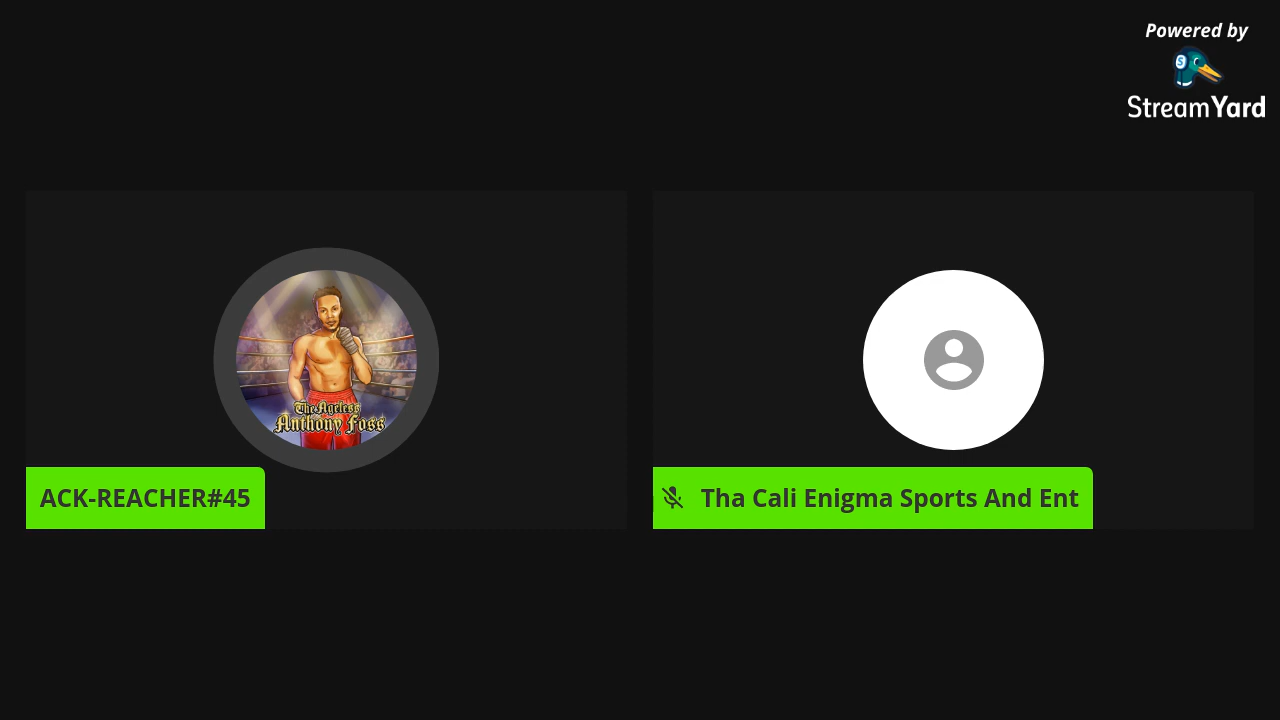 Powered by
StreamYard
The Ageless
Anthony Foss
ACK-REACHER#45
Tha Cali Enigma Sports And Ent